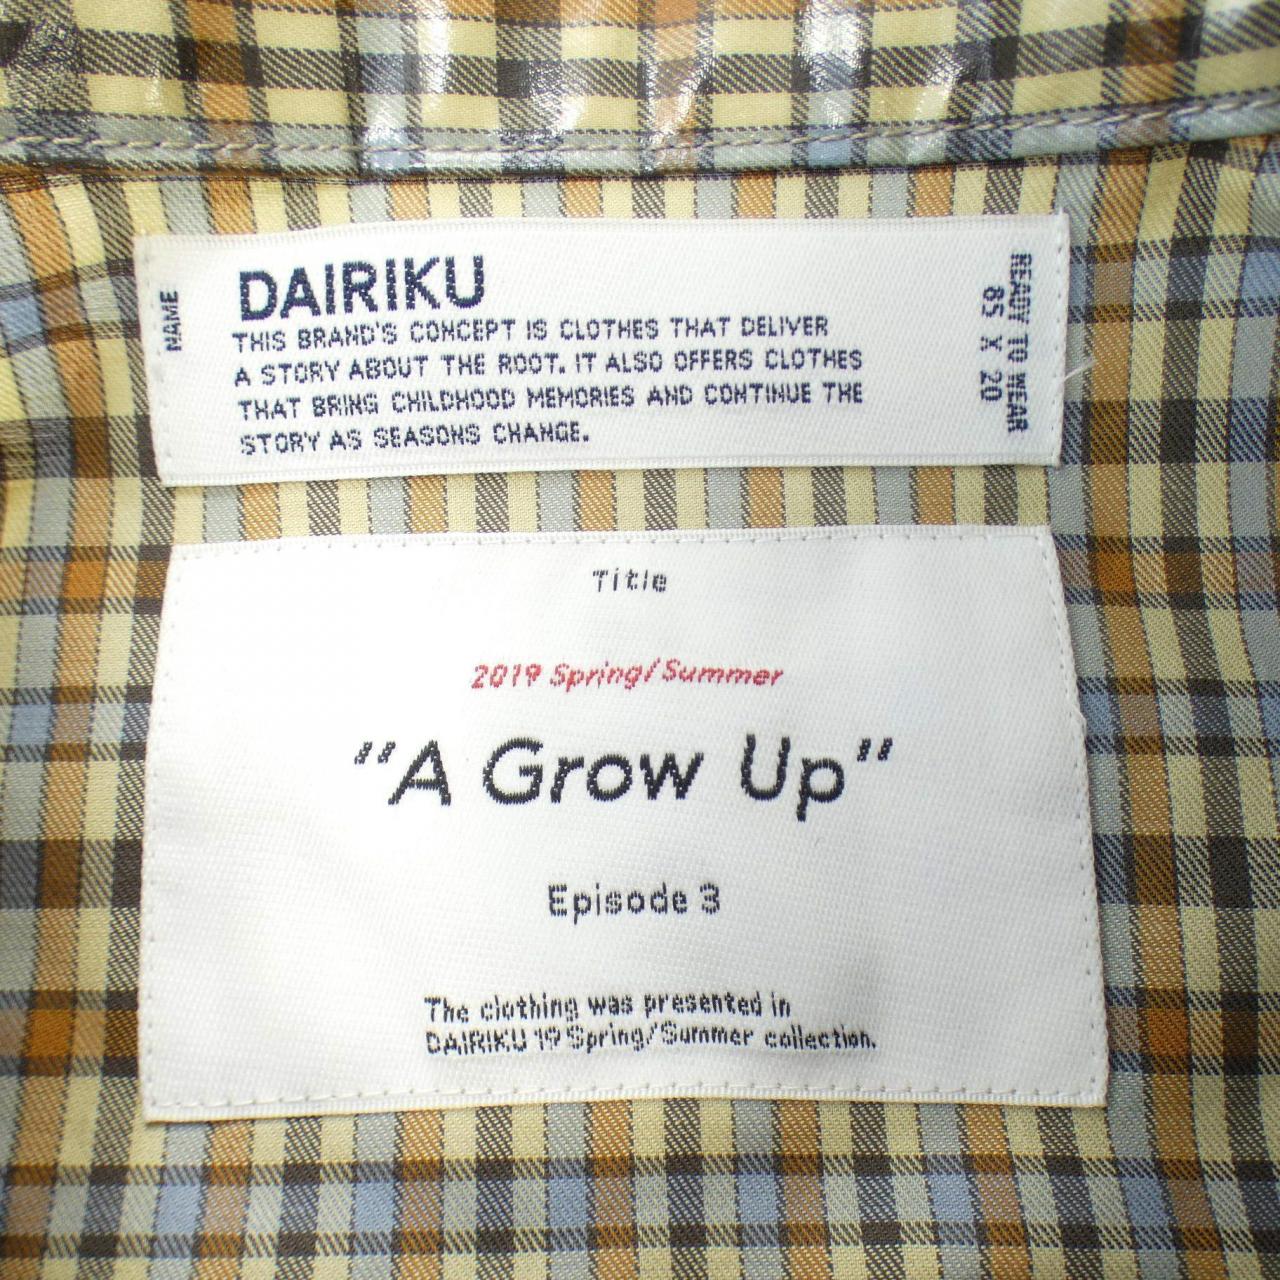 NAME
DAIRIKU
THIS BRAND'S CONCEPT IS CLOTHES THAT DELIVER
A STORY ABOUT THE ROOT. IT ALSO OFFERS CLOTHES
THAT BRING CHILDHOOD MEMORIES AND CONTINUE THE
STORY AS SEASONS CHANGE.
READY TO WEAR
85 X 20
Title
2019 Spring/Summer
"A Grow Up"
Episode 3
The clothing was presented in
DAIRIKU 19 Spring/Summer collection.